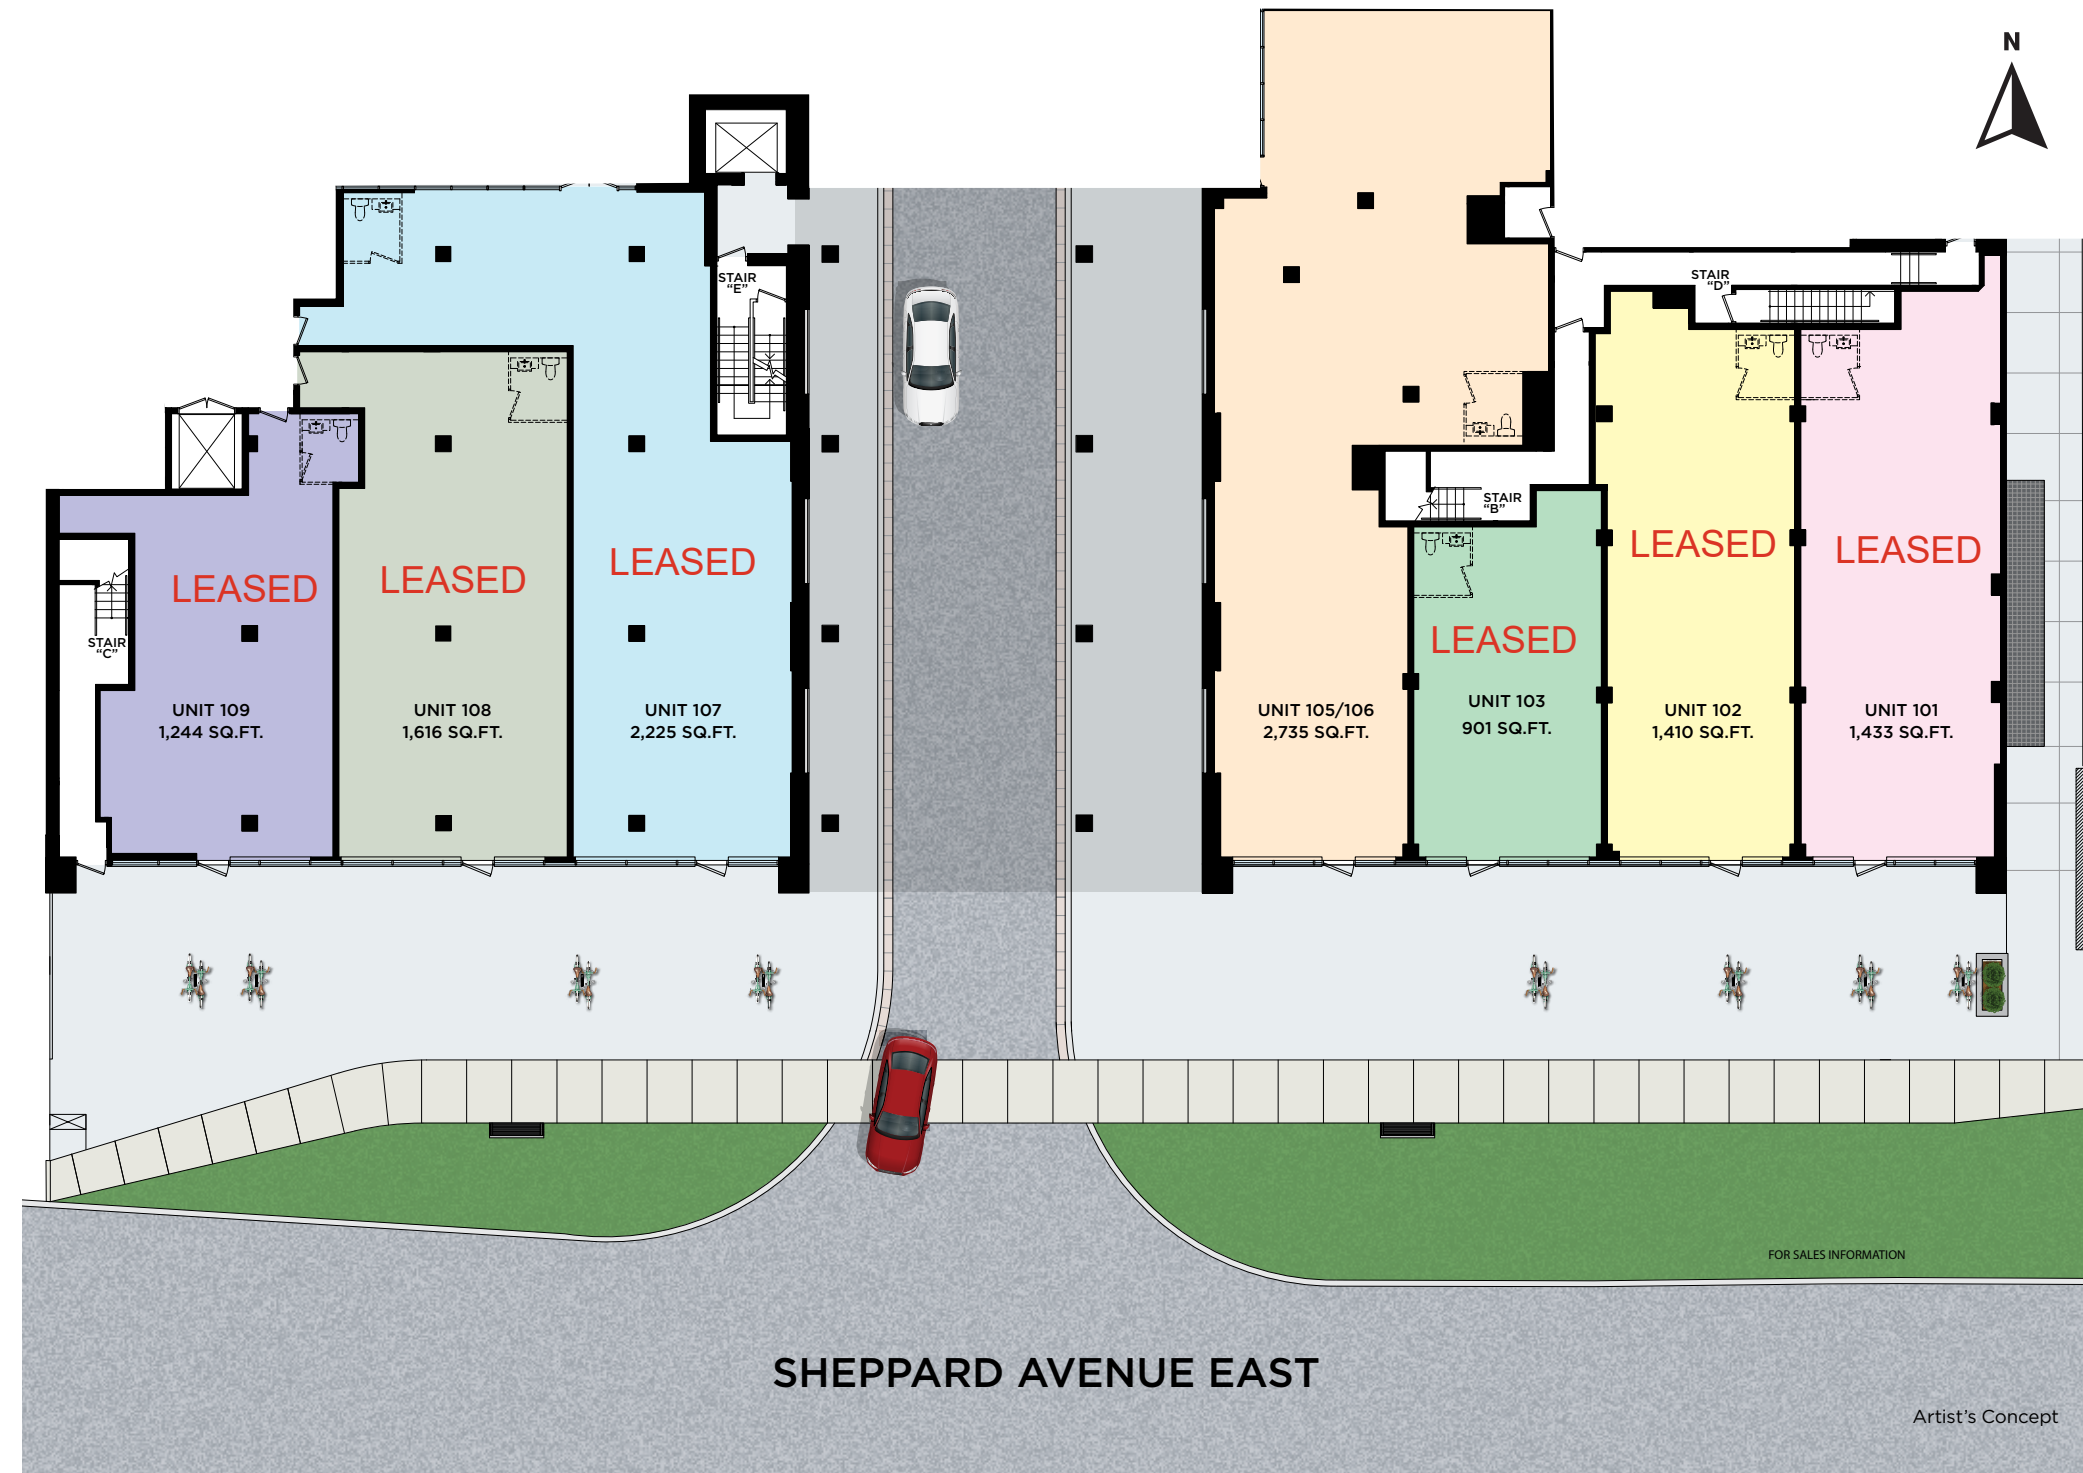 N
STAIR
"E"
STAIR
"D"
STAIR
"B"
LEASED
LEASED
LEASED
LEASED
LEASED
LEASED
STAIR
"C"
UNIT 109
1,244 SQ.FT.
UNIT 108
1,616 SQ.FT.
UNIT 107
2,225 SQ.FT.
UNIT 105/106
2,735 SQ.FT.
UNIT 103
901 SQ.FT.
UNIT 102
1,410 SQ.FT.
UNIT 101
1,433 SQ.FT.
FOR SALES INFORMATION
SHEPPARD AVENUE EAST
Artist's Concept